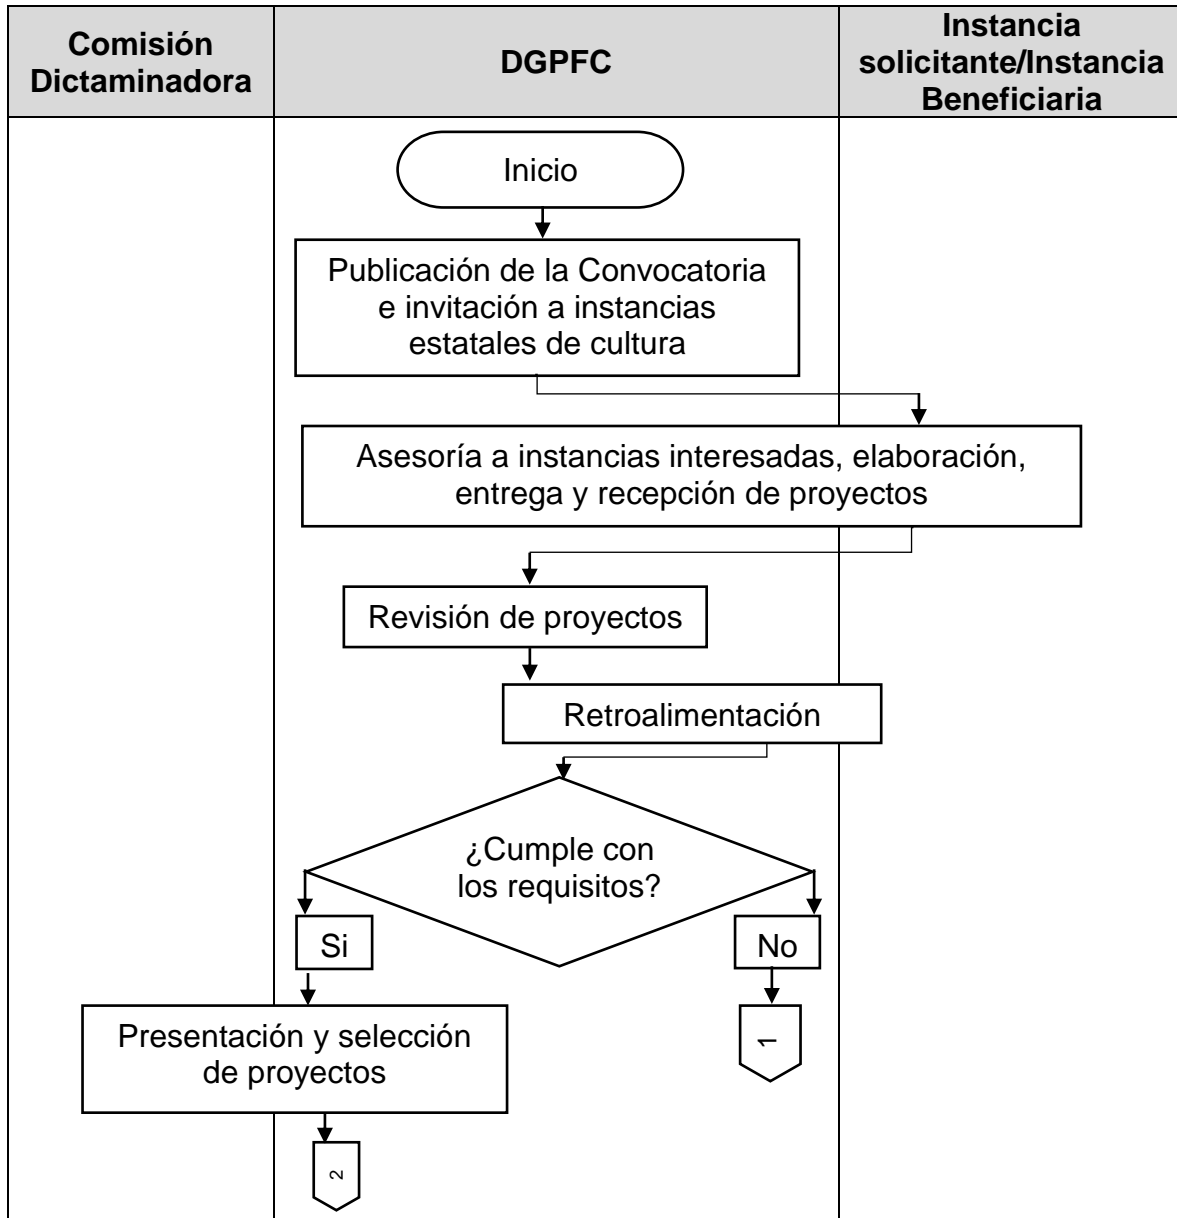 Comisión
Dictaminadora
DGPFC
Instancia
solicitante/Instancia
Beneficiaria
Inicio
Publicación de la Convocatoria
e invitación a instancias
estatales de cultura
Asesoría a instancias interesadas, elaboración,
entrega y recepción de proyectos
Revisión de proyectos
Retroalimentación
¿Cumple con
los requisitos?
Si
No
Presentación y selección
de proyectos
1
2